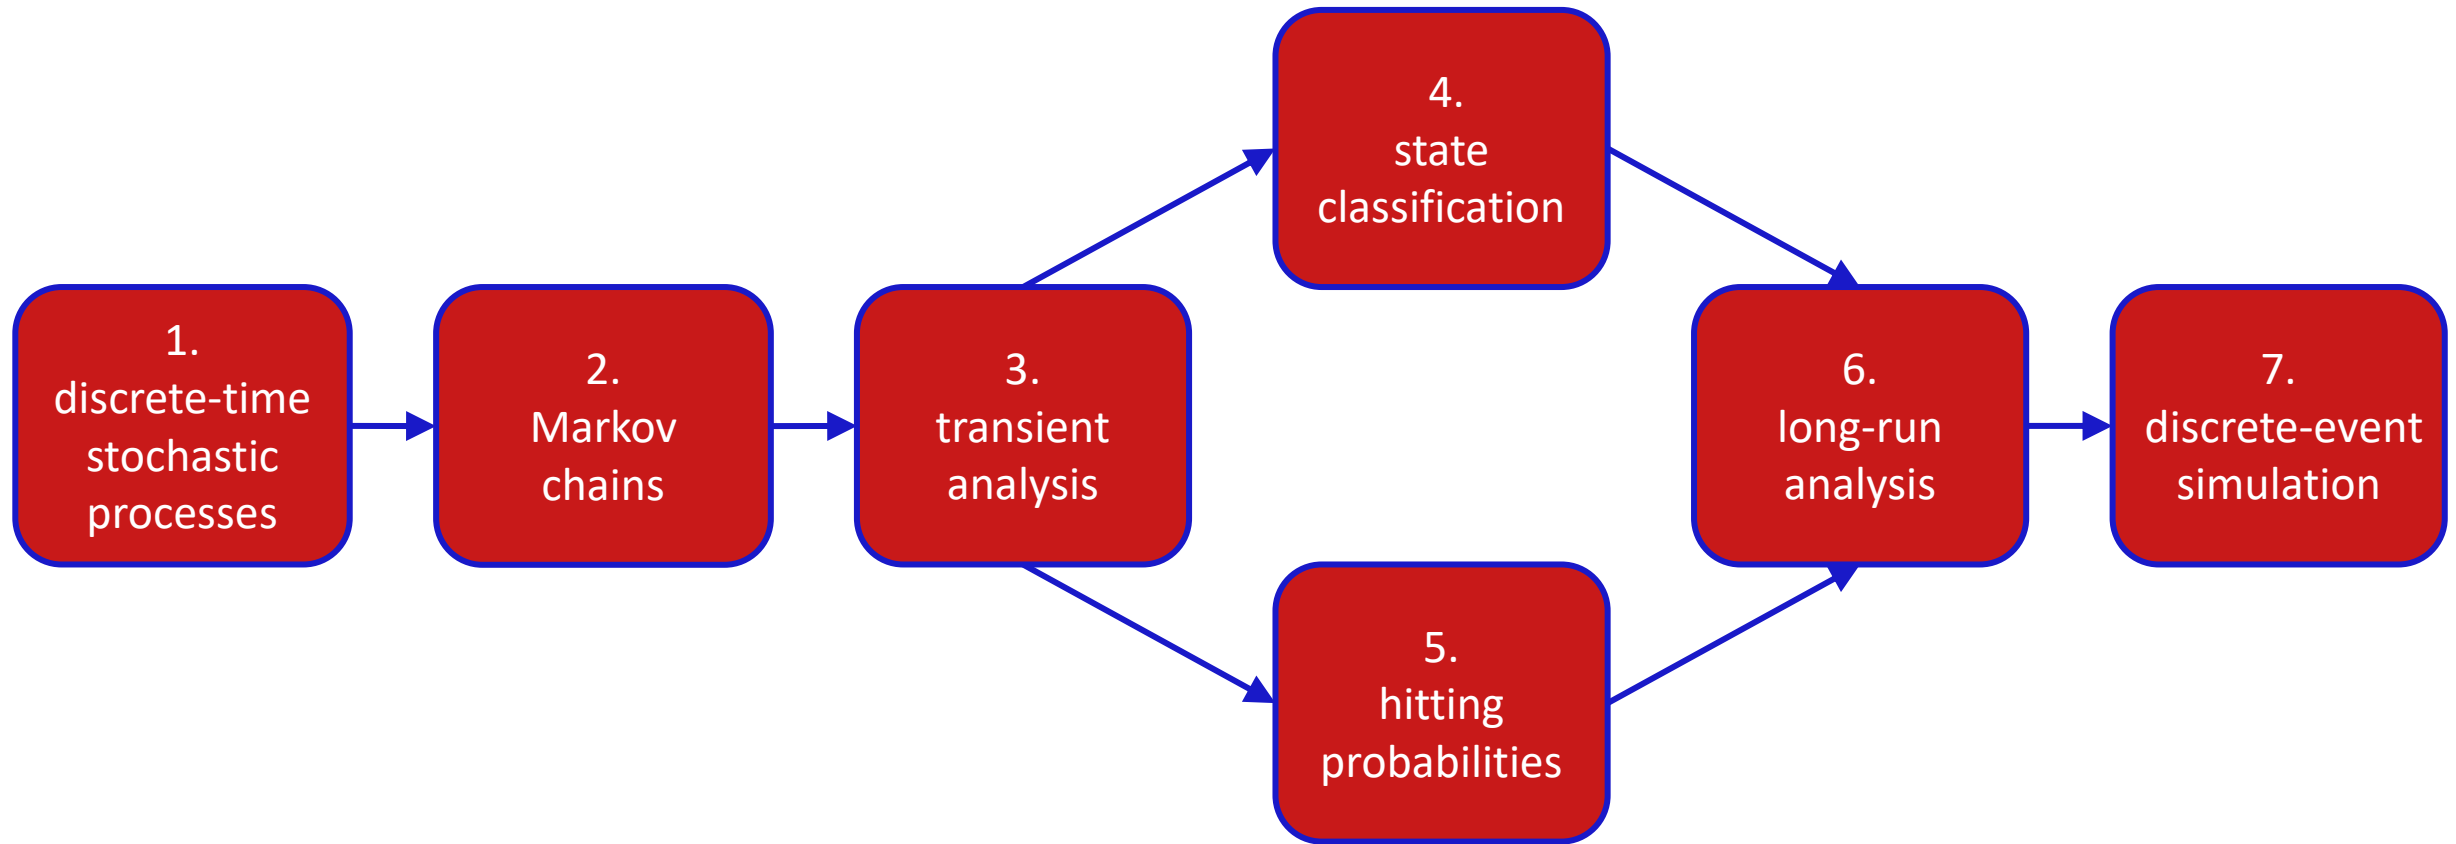 1.
discrete-time
stochastic
processes
2.
Markov
chains
3.
transient
analysis
4.
state
classification
5.
hitting
probabilities
6.
long-run
analysis
7.
discrete-event
simulation